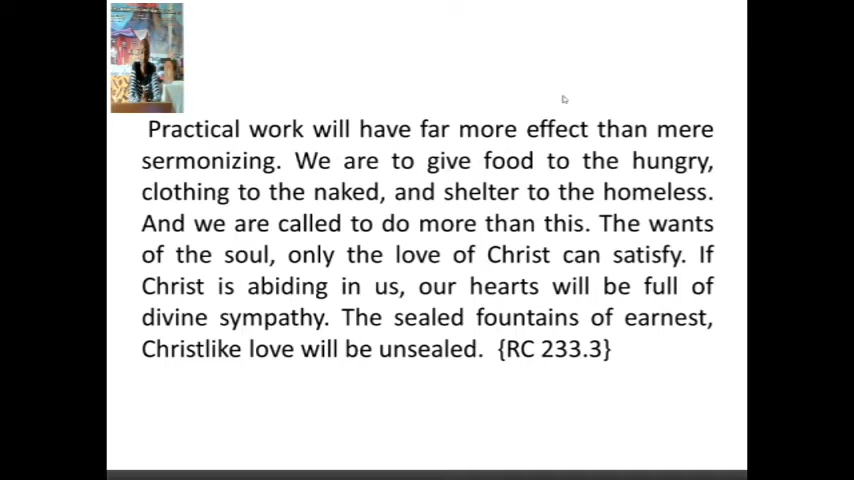 Practical work will have far more effect than mere
sermonizing. We are to give food to the hungry,
clothing to the naked, and shelter to the homeless.
And we are called to do more than this. The wants
of the soul, only the love of Christ can satisfy. If
Christ is abiding in us, our hearts will be full of
divine sympathy. The sealed fountains of earnest,
Christlike love will be unsealed. {RC 233.3}